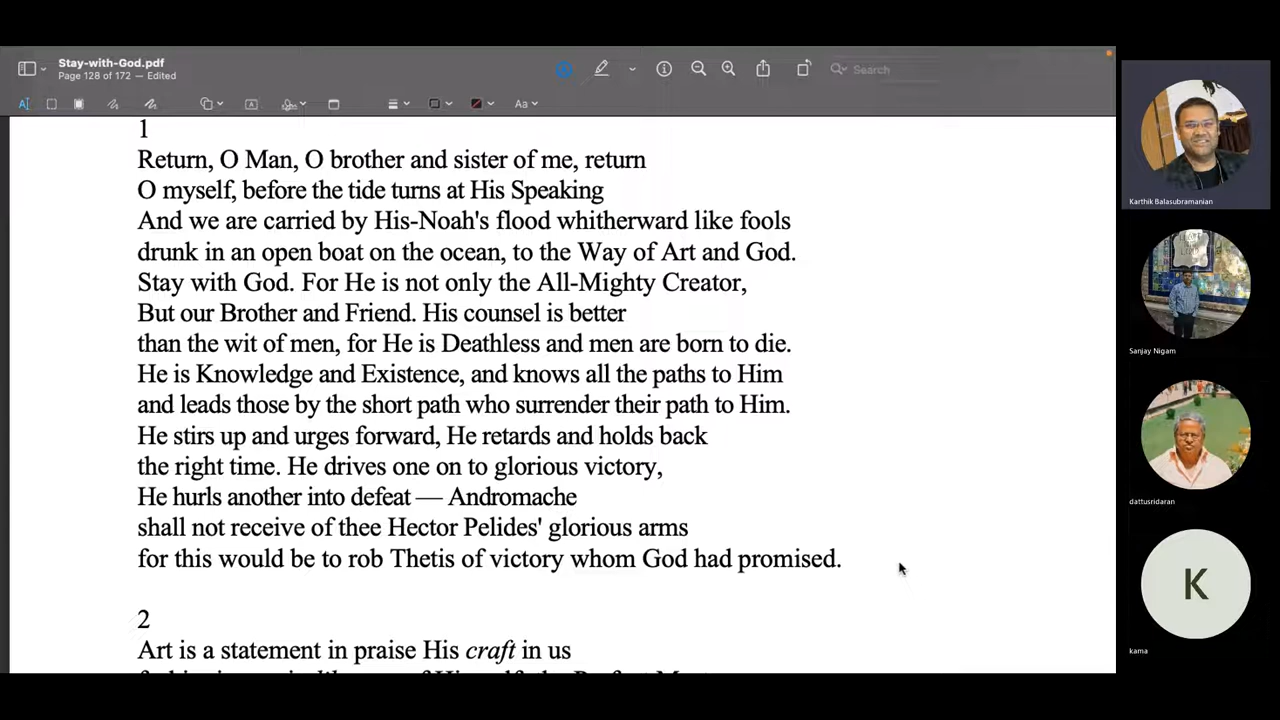 Stay-with-God.pdf
Page 128 of 172 — Edited
Search
Aa
1
Return, O Man, O brother and sister of me, return
O myself, before the tide turns at His Speaking
And we are carried by His-Noah's flood whitherward like fools
drunk in an open boat on the ocean, to the Way of Art and God.
Stay with God. For He is not only the All-Mighty Creator,
But our Brother and Friend. His counsel is better
than the wit of men, for He is Deathless and men are born to die.
He is Knowledge and Existence, and knows all the paths to Him
and leads those by the short path who surrender their path to Him.
He stirs up and urges forward, He retards and holds back
the right time. He drives one on to glorious victory,
He hurls another into defeat — Andromache
shall not receive of thee Hector Pelides' glorious arms
for this would be to rob Thetis of victory whom God had promised.
2
Art is a statement in praise His craft in us
Karthik Balasubramanian
Sanjay Nigam
dattusridaran
K
kama